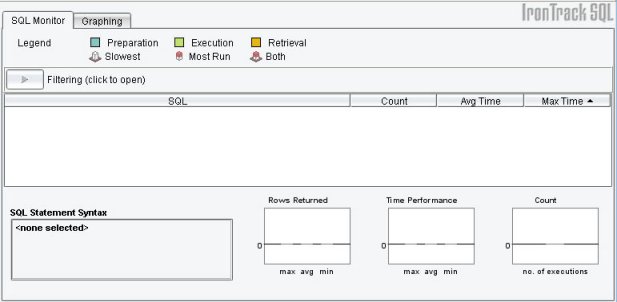 IronTrack SQL
SQL Monitor Graphing
Legend Preparation Execution Retrieval
Slowest Most Run Both
Filtering (click to open)
SQL Count Avg Time Max Time
Rows Returned Time Performance Count
SQL Statement Syntax
<none selected>
0 0 0
max avg min max avg min no. of executions